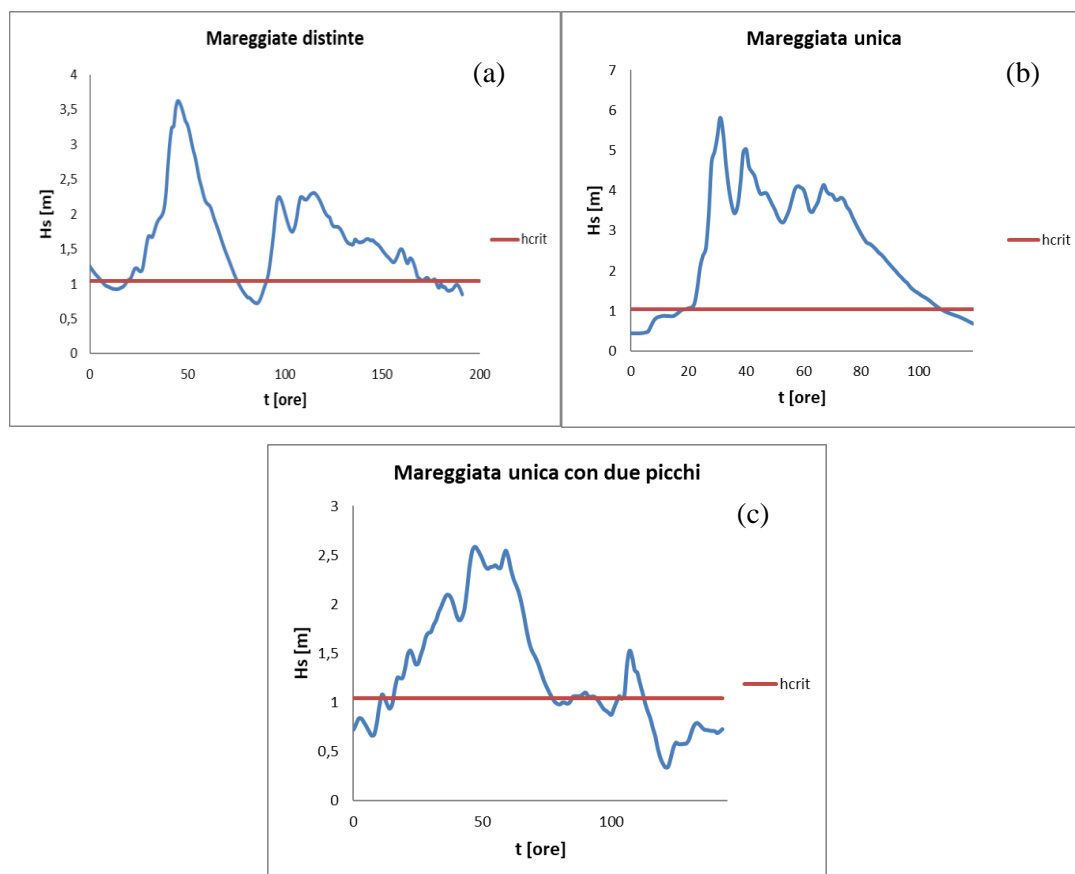 Mareggiate distinte
(a)
4
3,5
3
2,5
2
1,5
1
0,5
0
Hs [m]
0 50 100 150 200
t [ore]
hcrit
Mareggiata unica
(b)
7
6
5
4
3
2
1
0
Hs [m]
0 20 40 60 80 100
t [ore]
hcrit
Mareggiata unica con due picchi
(c)
3
2,5
2
1,5
1
0,5
0
Hs [m]
0 50 100
t [ore]
hcrit